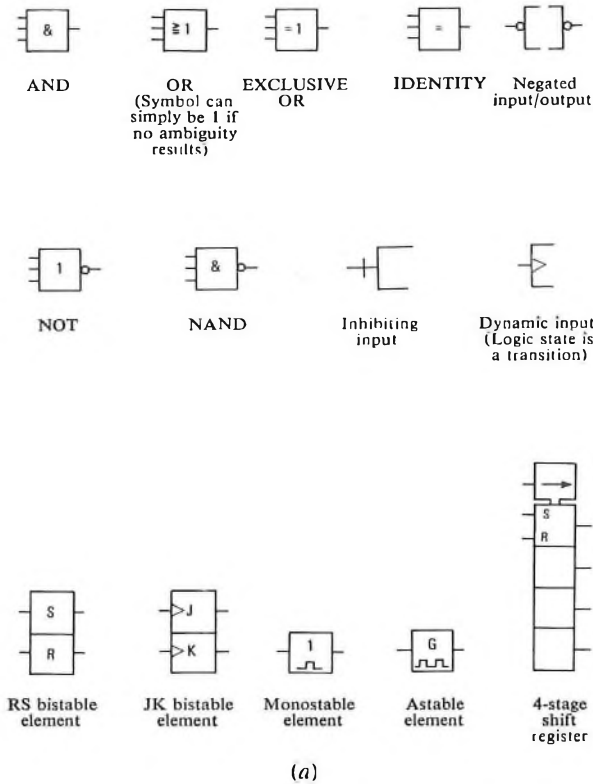 & ≧1 =1 =
AND
OR
(Symbol can
simply be 1 if
no ambiguity
results)
EXCLUSIVE
OR
IDENTITY
Negated
input/output
1 &
NOT
NAND
Inhibiting
input
Dynamic input
(Logic state is
a transition)
S
R
S
R
J
K
1
G
RS bistable
element
JK bistable
element
Monostable
element
Astable
element
4-stage
shift
register
(a)